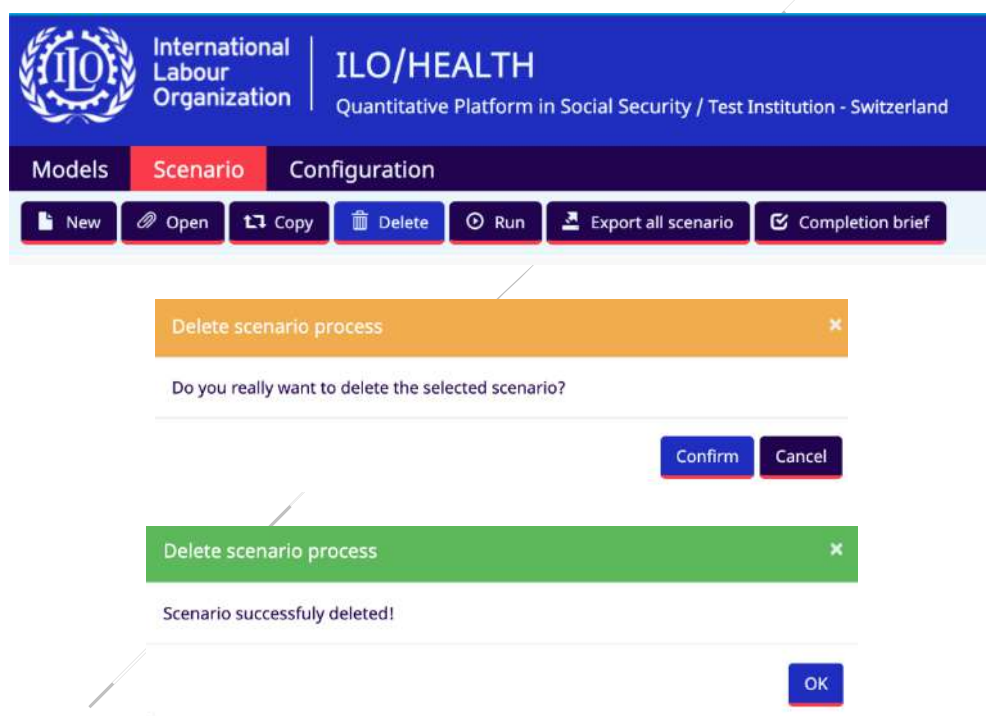 ILO
International
Labour
Organization
ILO/HEALTH
Quantitative Platform in Social Security / Test Institution - Switzerland
Models Scenario Configuration
New Open Copy Delete Run Export all scenario Completion brief
Delete scenario process ×
Do you really want to delete the selected scenario?
Confirm Cancel
Delete scenario process ×
Scenario successfuly deleted!
OK